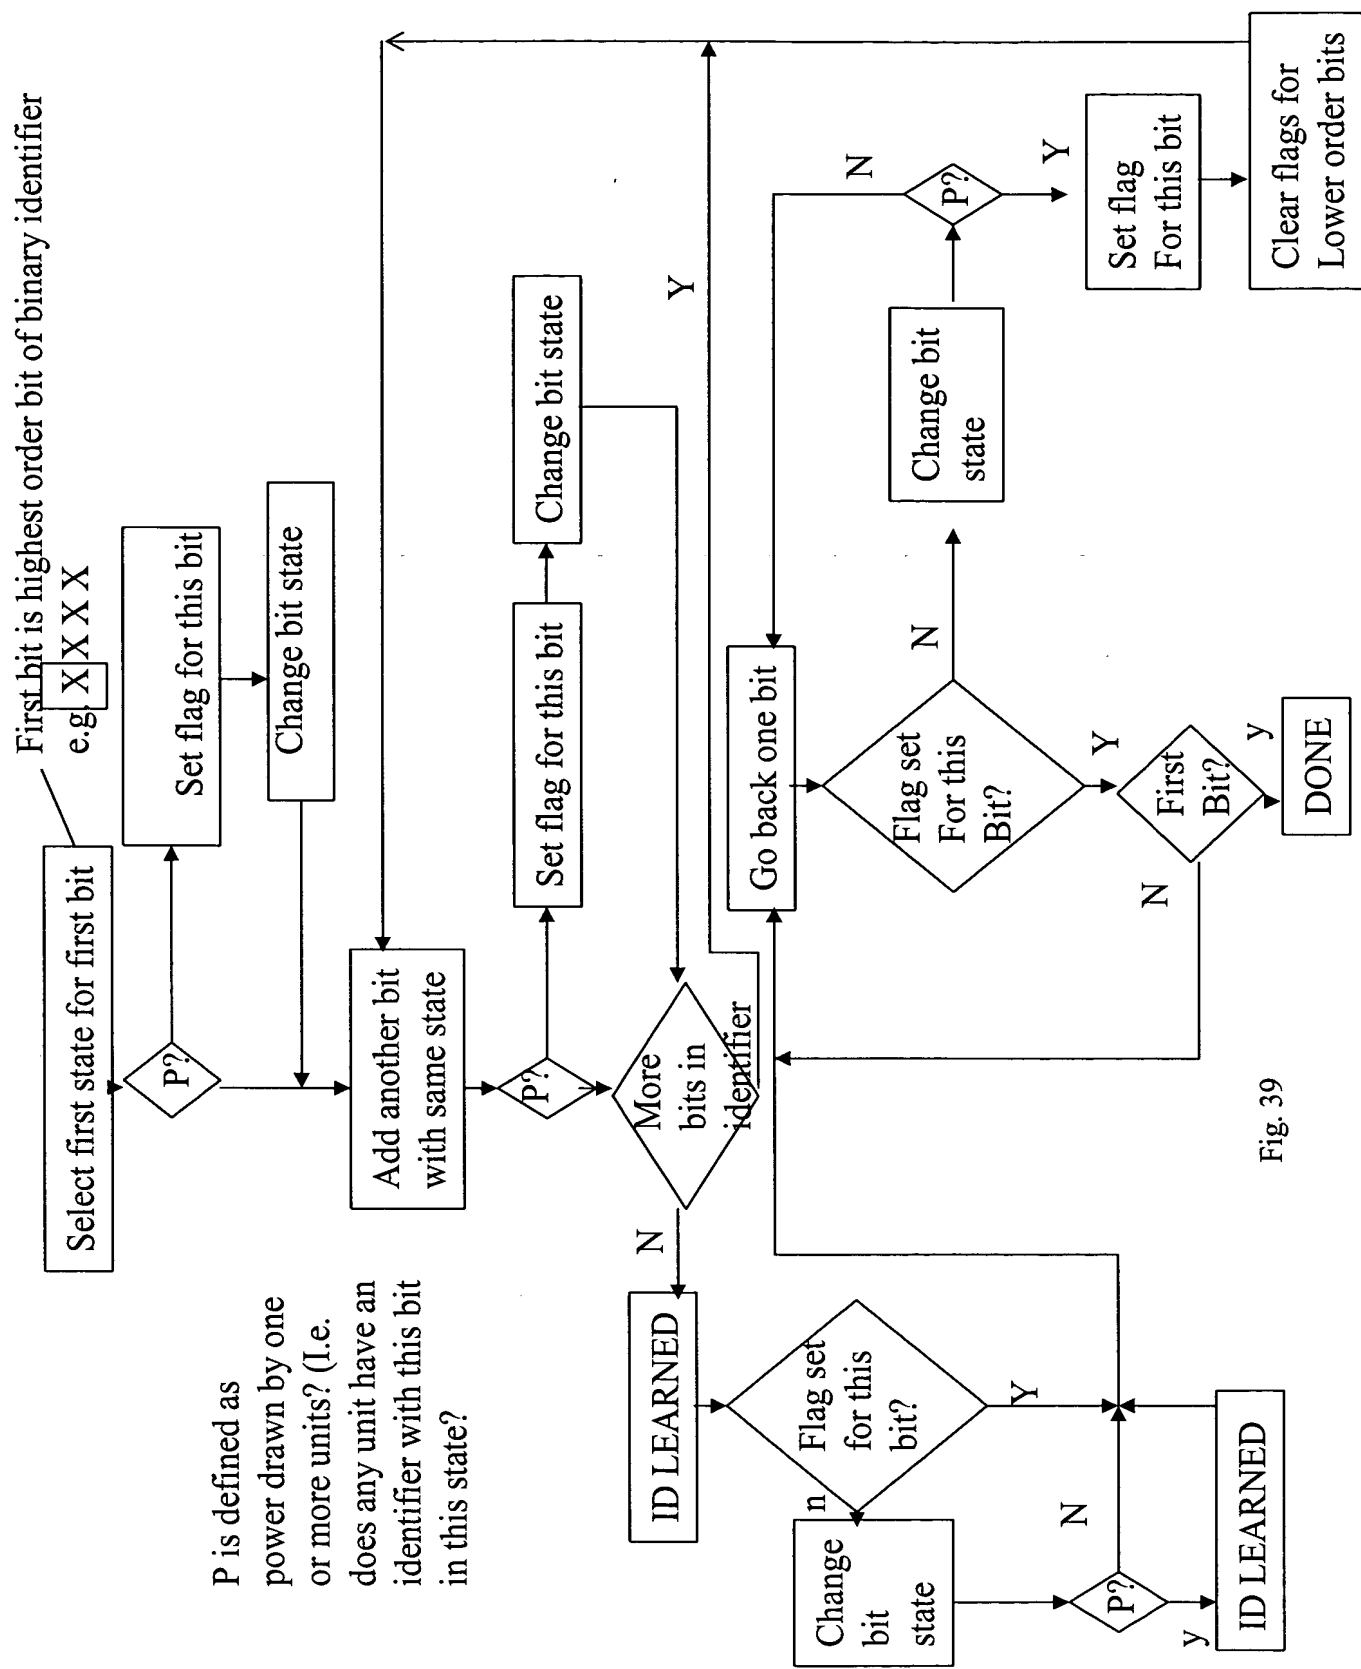 First bit is highest order bit of binary identifier
e.g. X X X X
Select first state for first bit
P?
Set flag for this bit
Change bit state
P is defined as
power drawn by one
or more units? (I.e.
does any unit have an
identifier with this bit
in this state?
Add another bit
with same state
P?
Set flag for this bit
Change bit state
More
bits in
identifier
Y
N
ID LEARNED
Flag set
for this
bit?
n
Y
Change
bit
state
P?
N
y
ID LEARNED
Go back one bit
Flag set
For this
Bit?
N
Y
Change bit
state
P?
N
Y
Set flag
For this bit
Clear flags for
Lower order bits
First
Bit?
N
y
DONE
Fig. 39